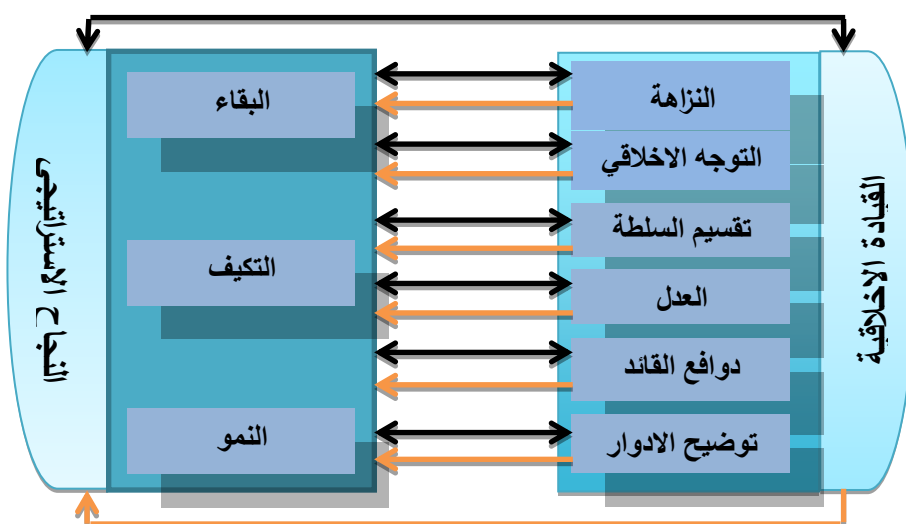 القيادة الاخلاقية
النزاهة
التوجه الاخلاقي
تقسيم السلطة
العدل
دوافع القائد
توضيح الادوار
البقاء
التكيف
النمو
النجاح الاستراتيجي